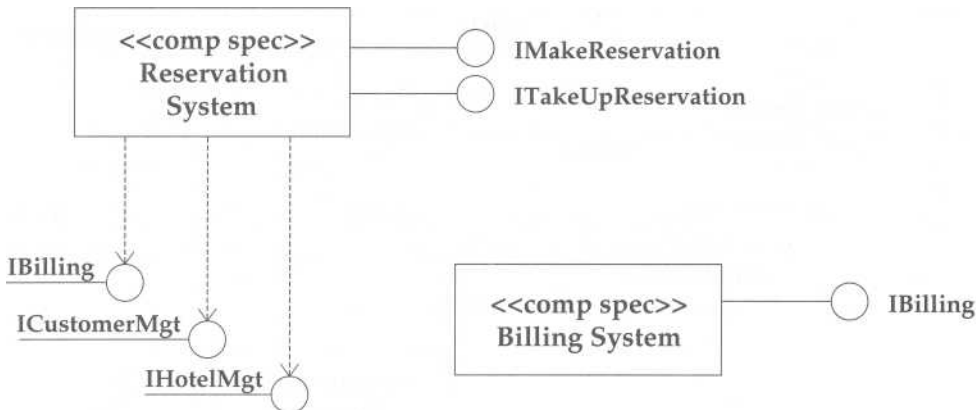 <<comp spec>>
Reservation
System
IMakeReservation
ITakeUpReservation
IBilling
ICustomerMgt
IHotelMgt
<<comp spec>>
Billing System
IBilling